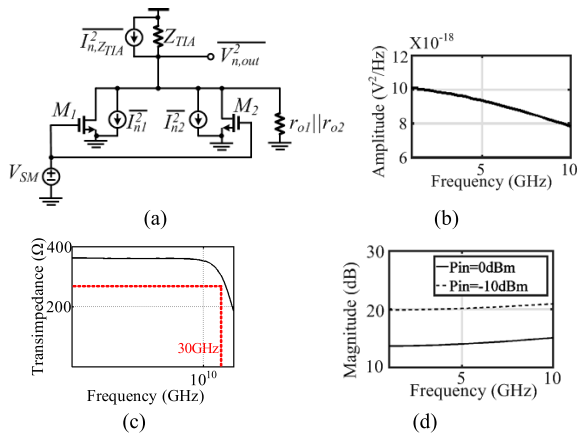 I²n,ZTIA
ZTIA
V²n,out
M1
I²n1
I²n2
M2
ro1||ro2
VSM
(a)
X10-18
Amplitude (V²/Hz)
12
10
8
6
5
10
Frequency (GHz)
(b)
Transimpedance (Ω)
400
200
30GHz
10¹⁰
Frequency (GHz)
(c)
Magnitude (dB)
30
20
10
Pin=0dBm
Pin=-10dBm
5
10
Frequency (GHz)
(d)